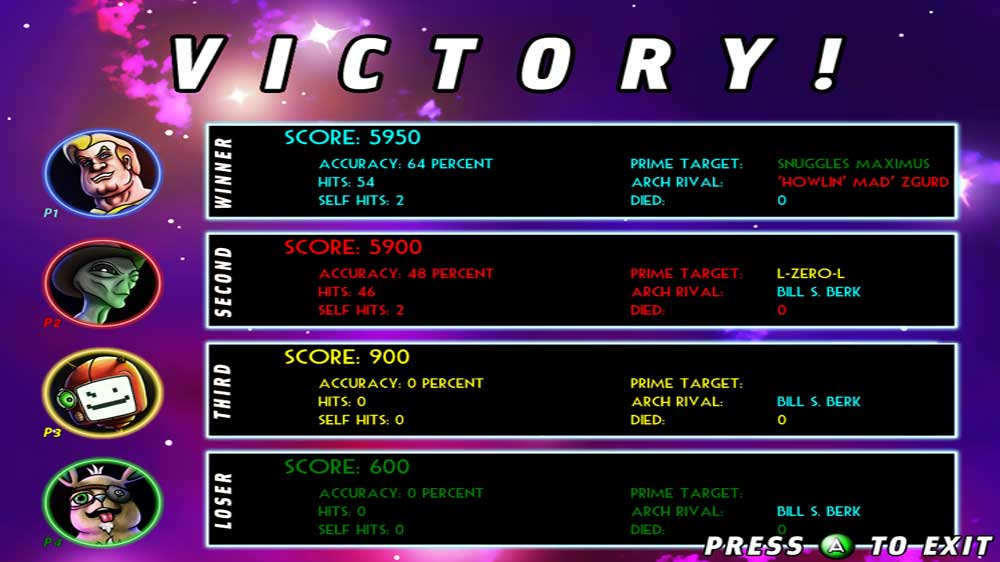 VICTORY!
P1
WINNER
SCORE: 5950
ACCURACY: 64 PERCENT
HITS: 54
SELF HITS: 2
PRIME TARGET: SNUGGLES MAXIMUS
ARCH RIVAL: 'HOWLIN' MAD' ZGURD
DIED: 0
P2
SECOND
SCORE: 5900
ACCURACY: 48 PERCENT
HITS: 46
SELF HITS: 2
PRIME TARGET: L-ZERO-L
ARCH RIVAL: BILL S. BERK
DIED: 0
P3
THIRD
SCORE: 900
ACCURACY: 0 PERCENT
HITS: 0
SELF HITS: 0
PRIME TARGET:
ARCH RIVAL: BILL S. BERK
DIED: 0
P4
LOSER
SCORE: 600
ACCURACY: 0 PERCENT
HITS: 0
SELF HITS: 0
PRIME TARGET:
ARCH RIVAL: BILL S. BERK
DIED: 0
PRESS A TO EXIT